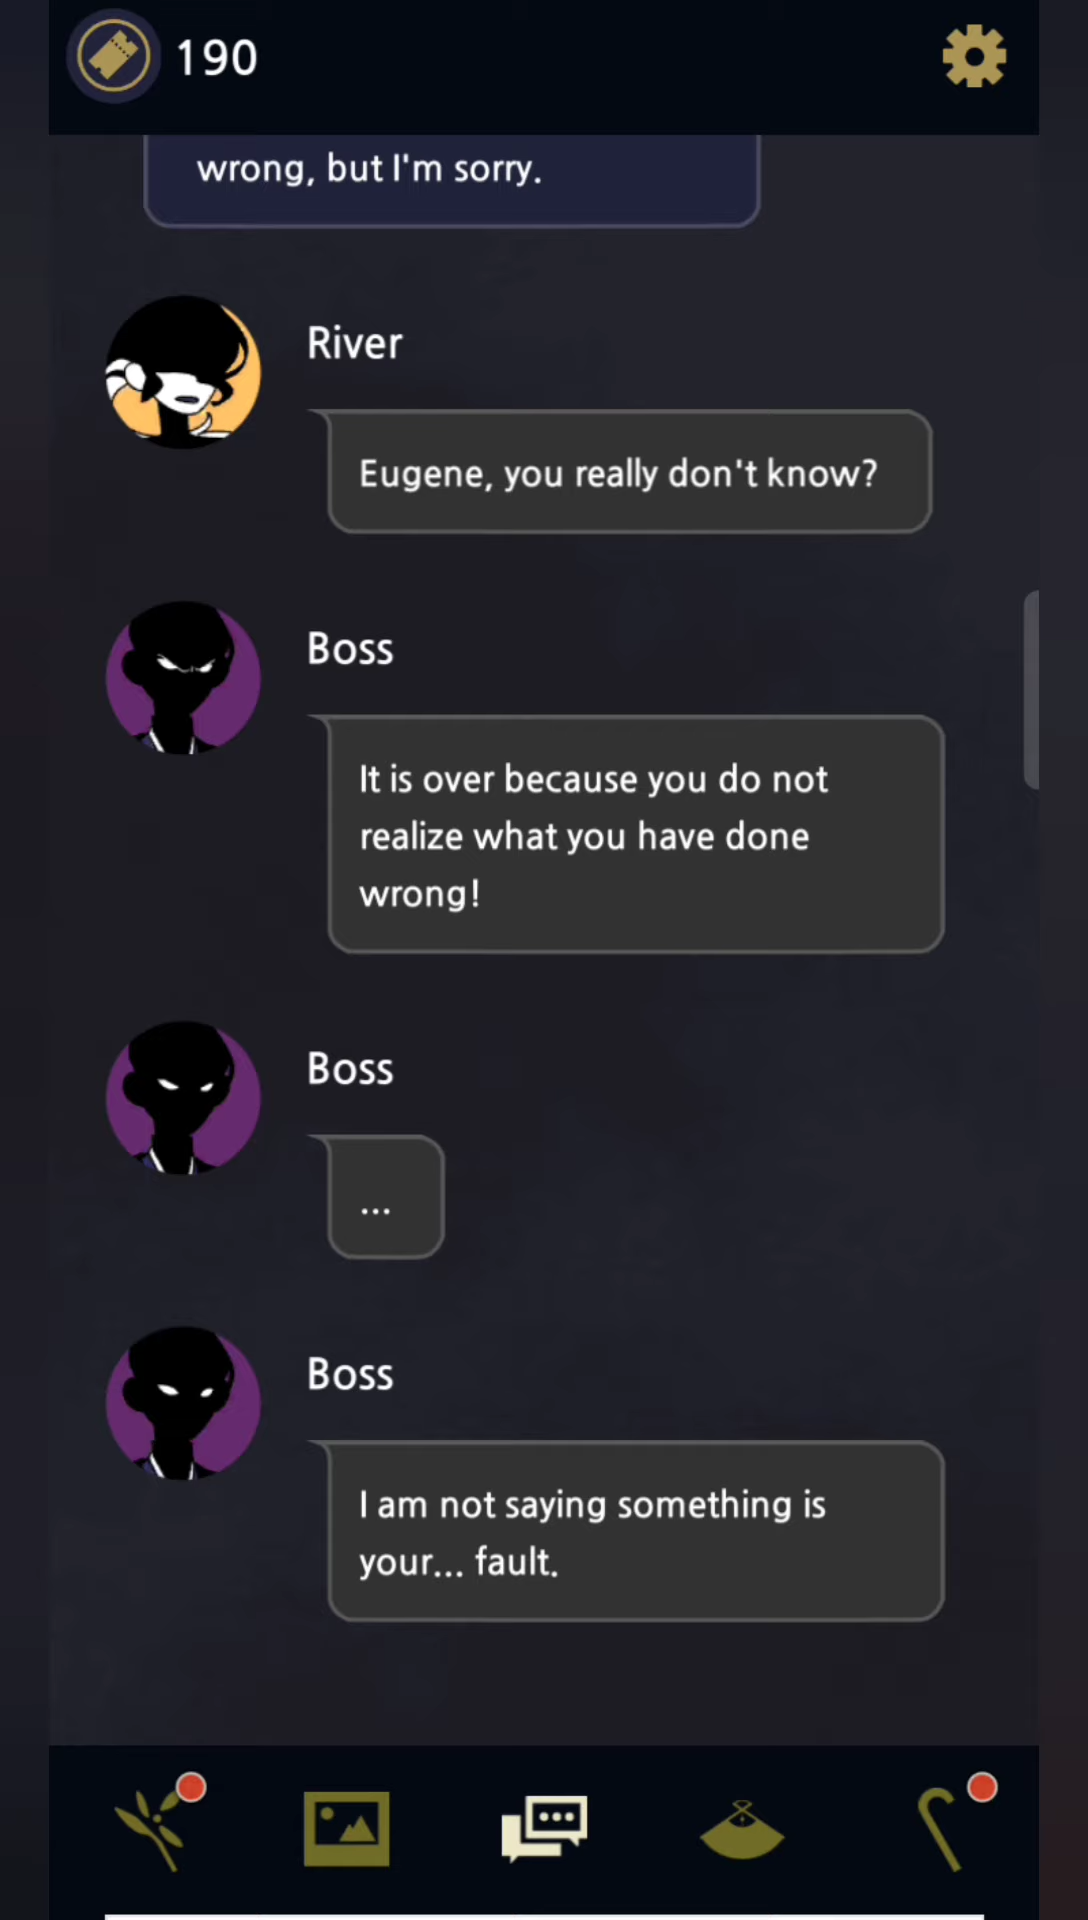 190
wrong, but I'm sorry.
River
Eugene, you really don't know?
Boss
It is over because you do not
realize what you have done
wrong!
Boss
...
Boss
I am not saying something is
your... fault.